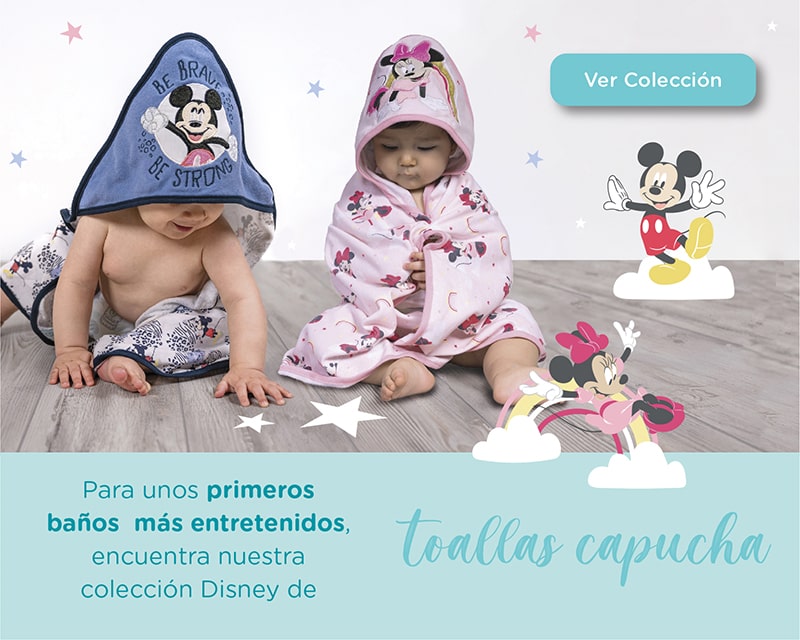 BE BRAVE
BE STRONG
Ver Colección
Para unos primeros
baños más entretenidos,
encuentra nuestra
colección Disney de
toallas capucha